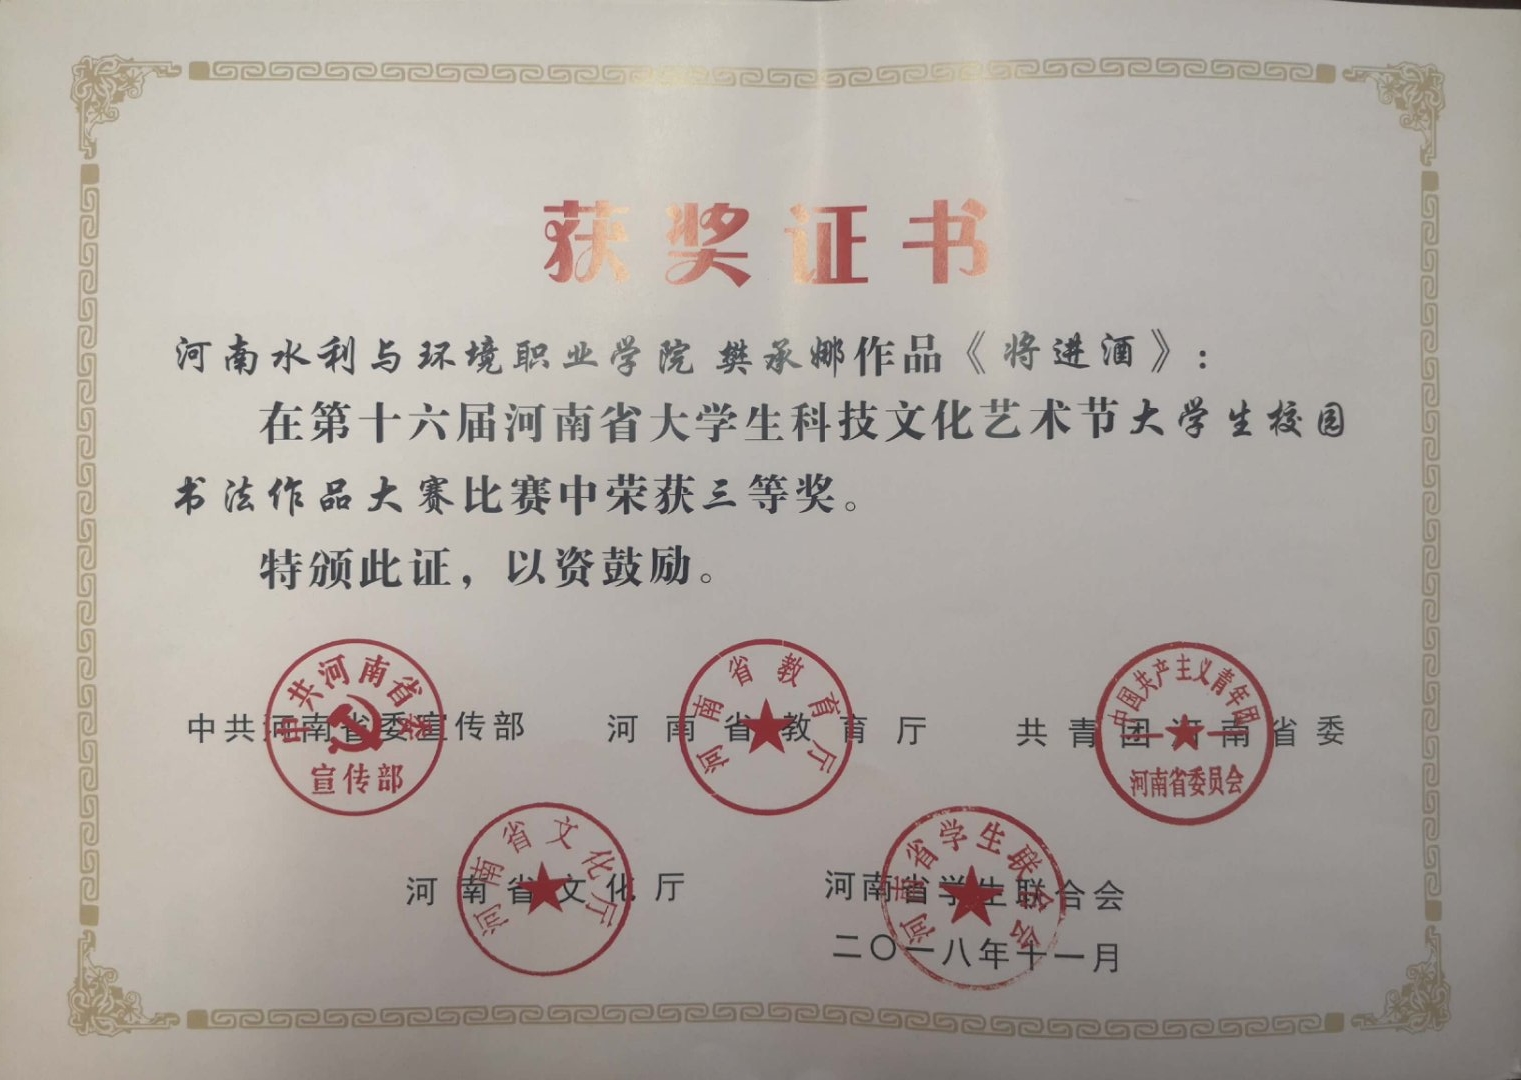 获奖证书
河南水利与环境职业学院 樊承娜作品《将进酒》:
在第十六届河南省大学生科技文化艺术节大学生校园
书法作品大赛比赛中荣获三等奖。
特颁此证，以资鼓励。
中共河南省委宣传部 河南省教育厅 共青团河南省委
中共河南省委
宣传部
河南省教育厅
中国共产主义青年团
河南省委员会
河南省文化厅 河南省学生联合会
河南省文化厅
河南省学生联合会
二〇一八年十一月